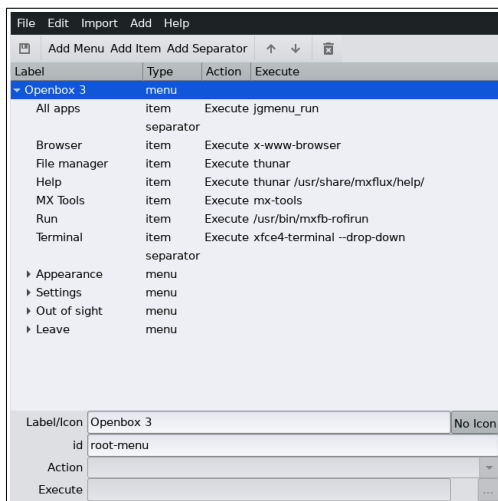 File Edit Import Add Help
Add Menu Add Item Add Separator
Label Type Action Execute
Openbox 3 menu
All apps item Execute jgmenu_run
separator
Browser item Execute x-www-browser
File manager item Execute thunar
Help item Execute thunar /usr/share/mxflux/help/
MX Tools item Execute mx-tools
Run item Execute /usr/bin/mxfb-rofirun
Terminal item Execute xfce4-terminal --drop-down
separator
Appearance menu
Settings menu
Out of sight menu
Leave menu
Label/Icon Openbox 3 No Icon
id root-menu
Action
Execute ...